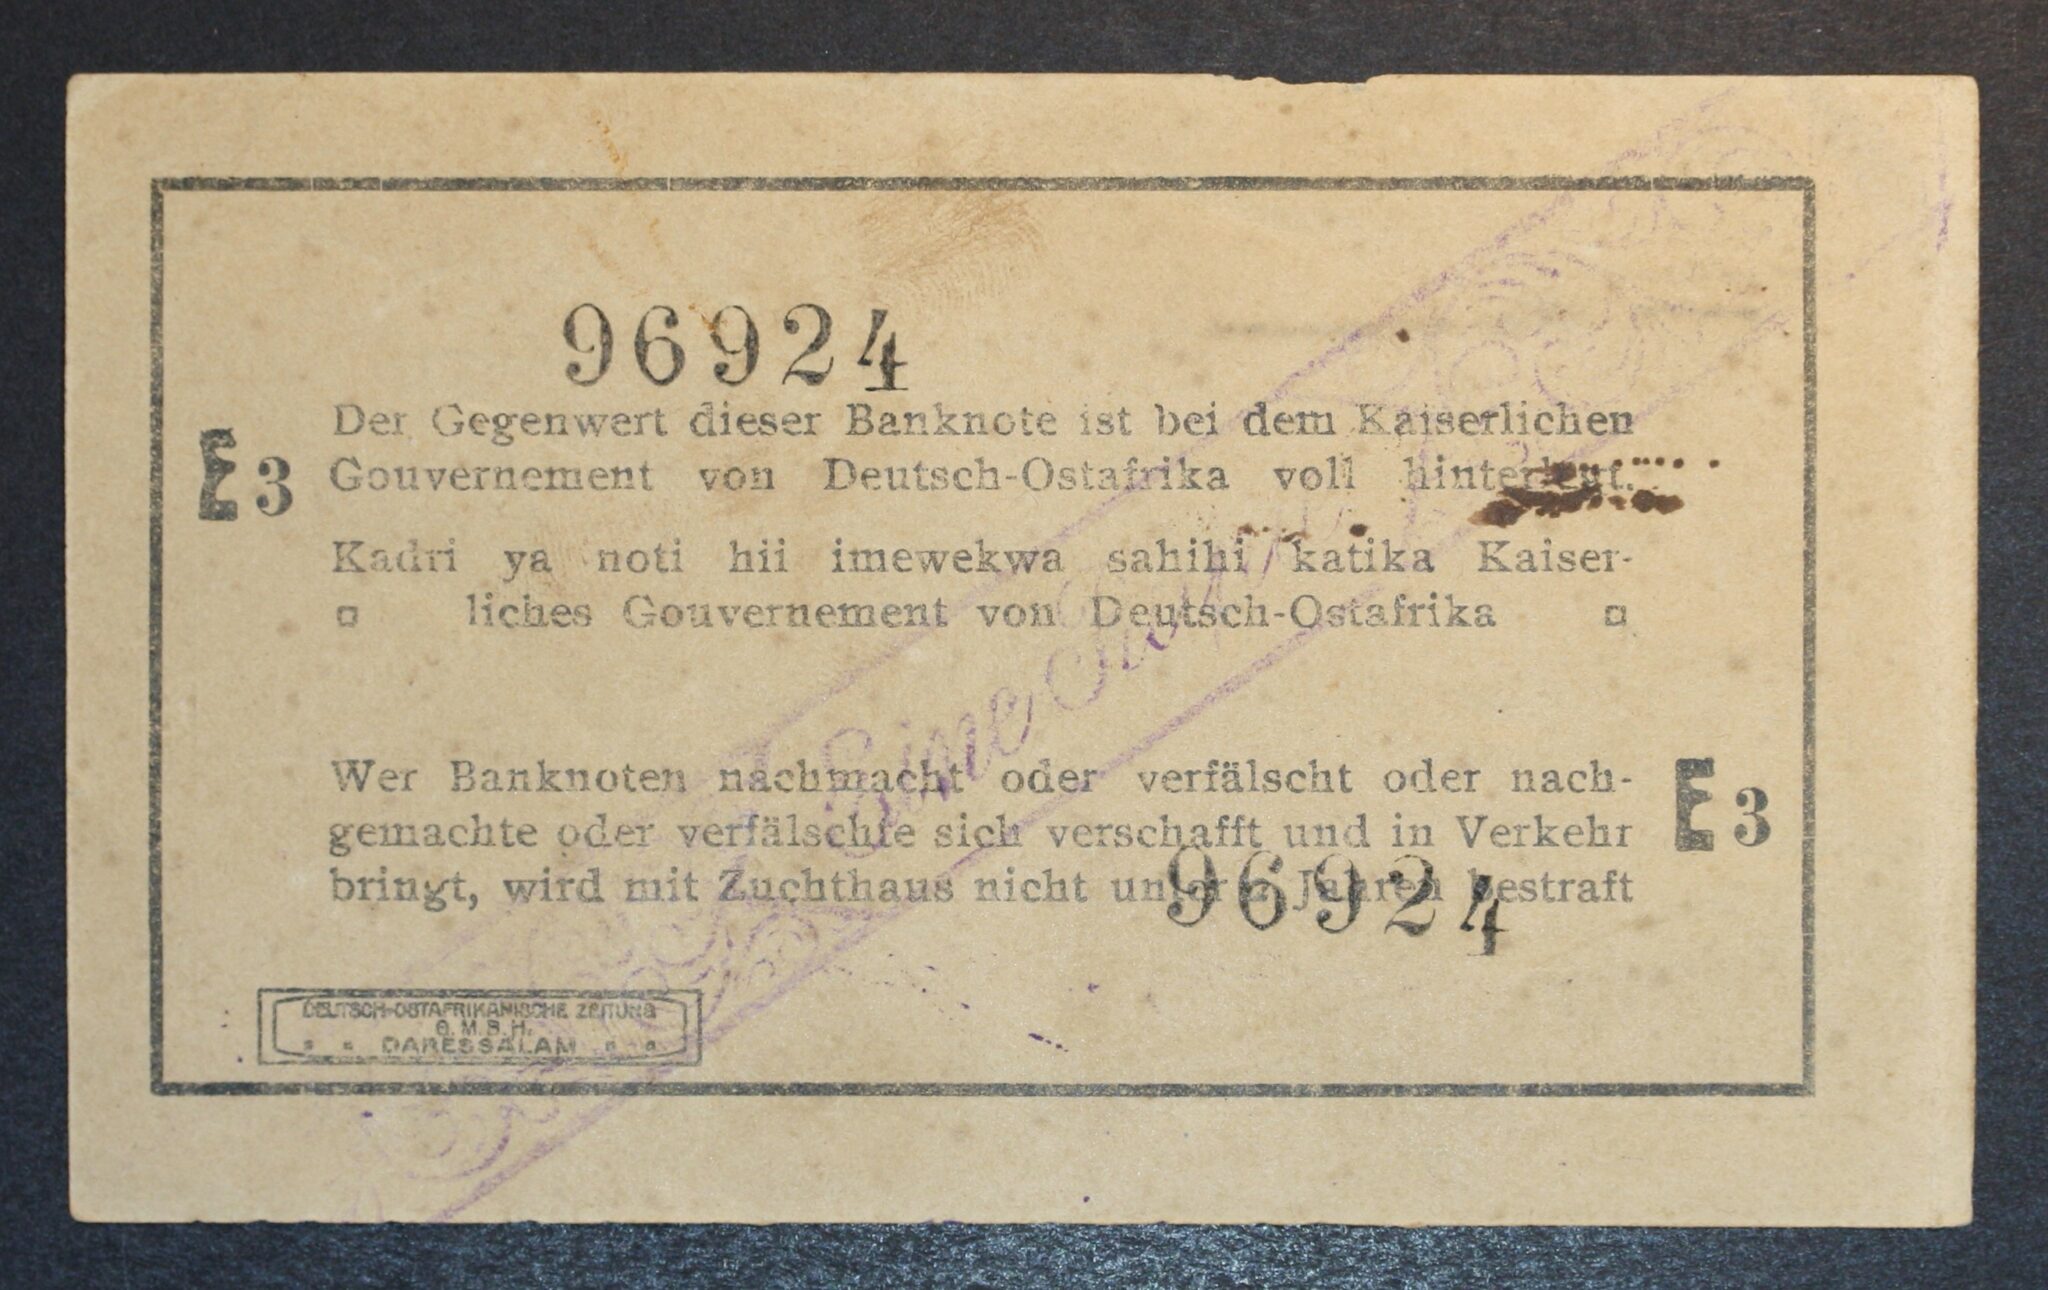 96924
Der Gegenwert dieser Banknote ist bei dem Kaiserlichen
E3 Gouvernement von Deutsch-Ostafrika voll hinterlegt.
Kadri ya noti hii imewekwa sahihi katika Kaiser-
liches Gouvernement von Deutsch-Ostafrika
Wer Banknoten nachmacht oder verfälscht oder nach-
gemachte oder verfälschte sich verschafft und in Verkehr E3
bringt, wird mit Zuchthaus nicht unter 2 Jahren bestraft
96924
Eine
DEUTSCH-OSTAFRIKANISCHE ZEITUNG
G.M.B.H.
DARESSALAM